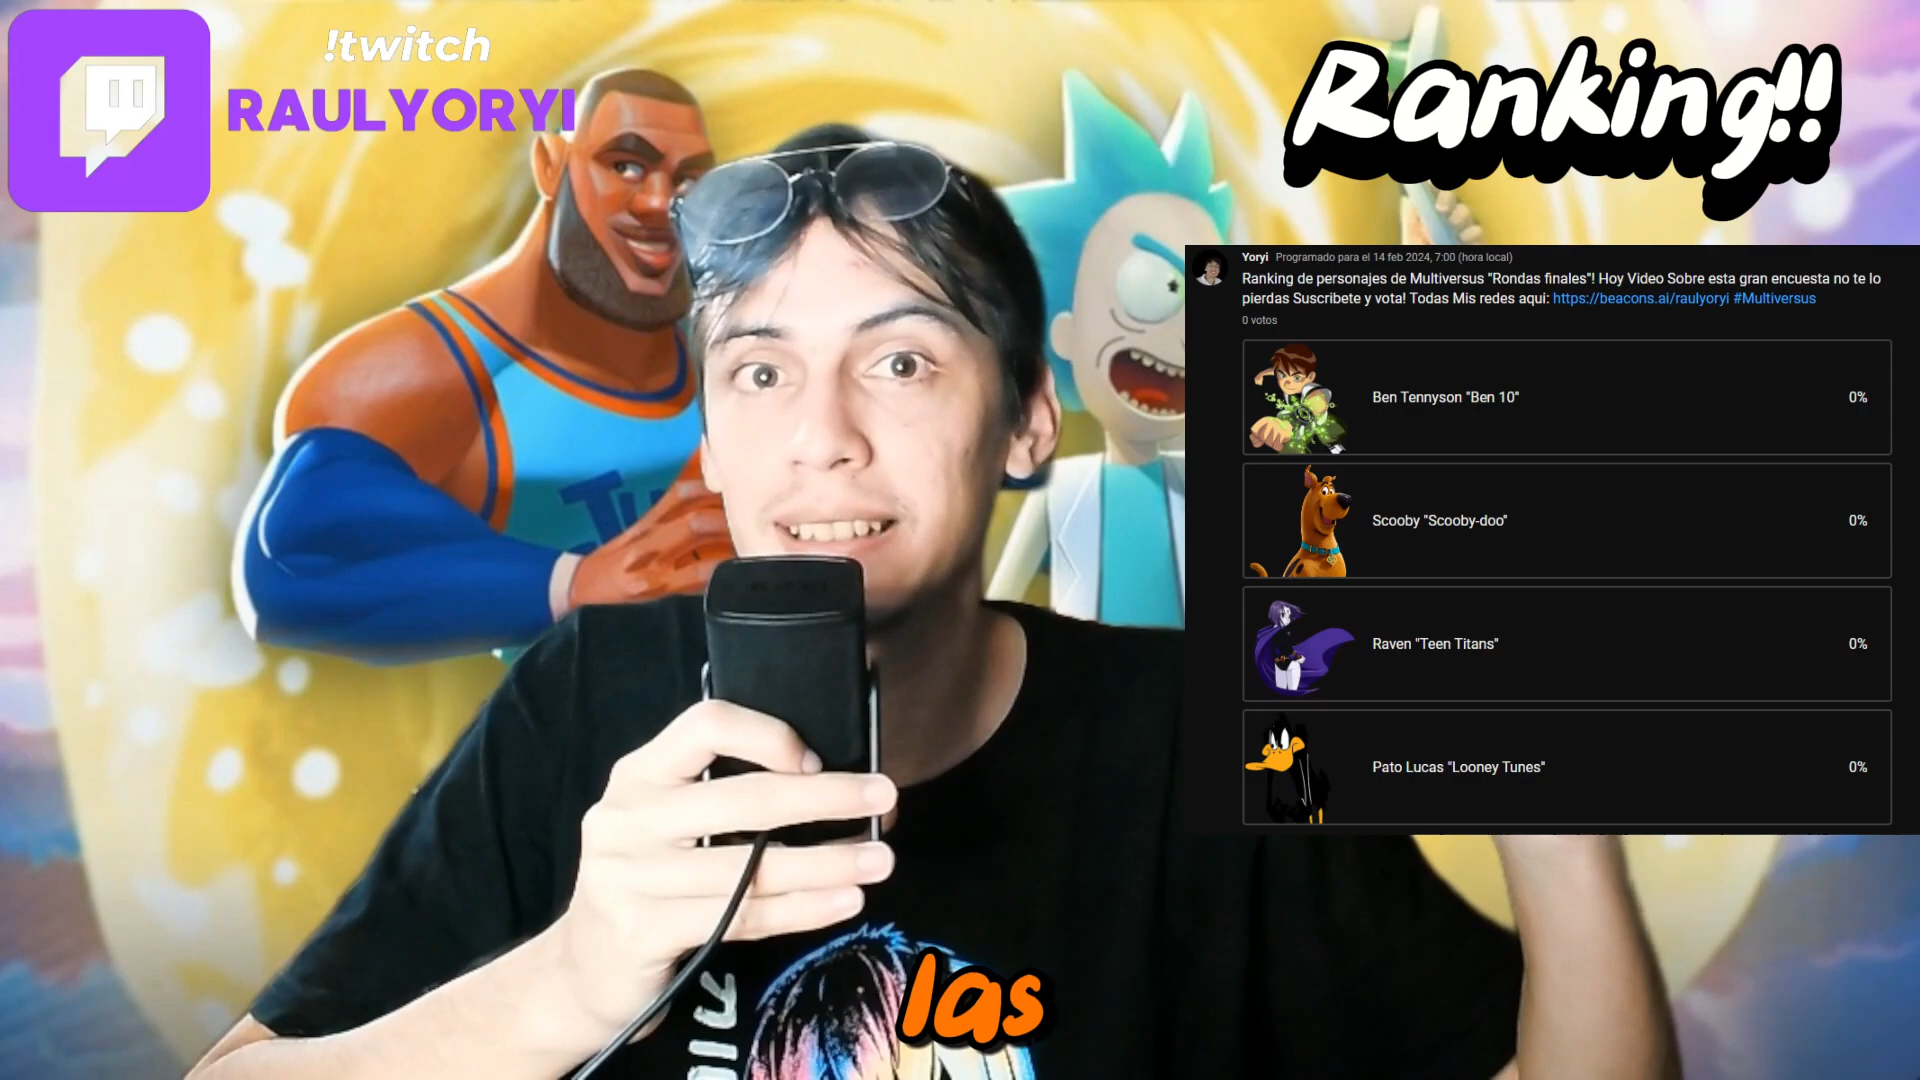 !twitch
RAULYORYI
Ranking!!
Yoryi Programado para el 14 feb 2024, 7:00 (hora local)
Ranking de personajes de Multiversus "Rondas finales"! Hoy Video Sobre esta gran encuesta no te lo
pierdas Suscribete y vota! Todas Mis redes aqui: https://beacons.ai/raulyoryi #Multiversus
0 votos
Ben Tennyson "Ben 10" 0%
Scooby "Scooby-doo" 0%
Raven "Teen Titans" 0%
Pato Lucas "Looney Tunes" 0%
las